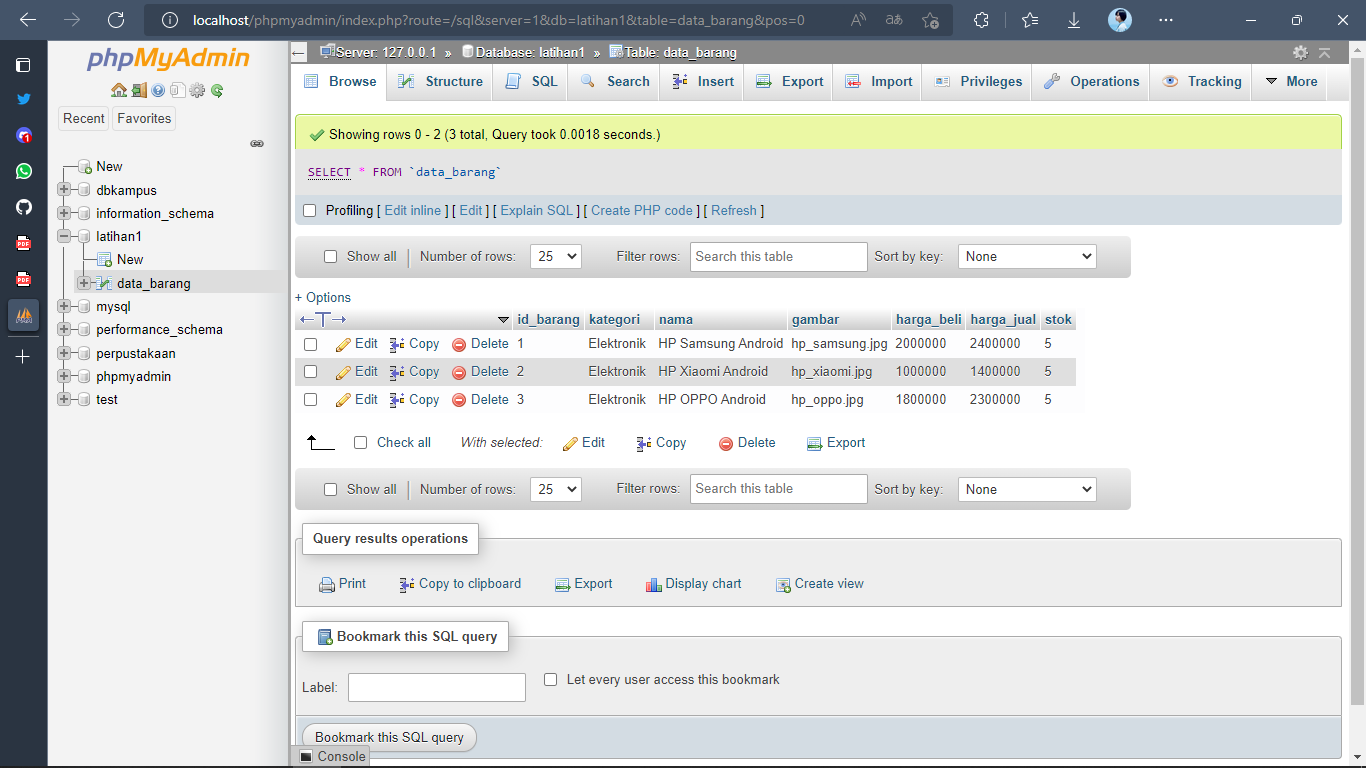 localhost/phpmyadmin/index.php?route=/sql&server=1&db=latihan1&table=data_barang&pos=0
phpMyAdmin
Recent Favorites
New
dbkampus
information_schema
latihan1
New
data_barang
mysql
performance_schema
perpustakaan
phpmyadmin
test
Server: 127.0.0.1 » Database: latihan1 » Table: data_barang
Browse Structure SQL Search Insert Export Import Privileges Operations Tracking More
Showing rows 0 - 2 (3 total, Query took 0.0018 seconds.)
SELECT * FROM `data_barang`
Profiling [ Edit inline ] [ Edit ] [ Explain SQL ] [ Create PHP code ] [ Refresh ]
Show all Number of rows: 25 Filter rows: Search this table Sort by key: None
+ Options
id_barang kategori nama gambar harga_beli harga_jual stok
Edit Copy Delete 1 Elektronik HP Samsung Android hp_samsung.jpg 2000000 2400000 5
Edit Copy Delete 2 Elektronik HP Xiaomi Android hp_xiaomi.jpg 1000000 1400000 5
Edit Copy Delete 3 Elektronik HP OPPO Android hp_oppo.jpg 1800000 2300000 5
Check all With selected: Edit Copy Delete Export
Show all Number of rows: 25 Filter rows: Search this table Sort by key: None
Query results operations
Print Copy to clipboard Export Display chart Create view
Bookmark this SQL query
Label: Let every user access this bookmark
Bookmark this SQL query
Console